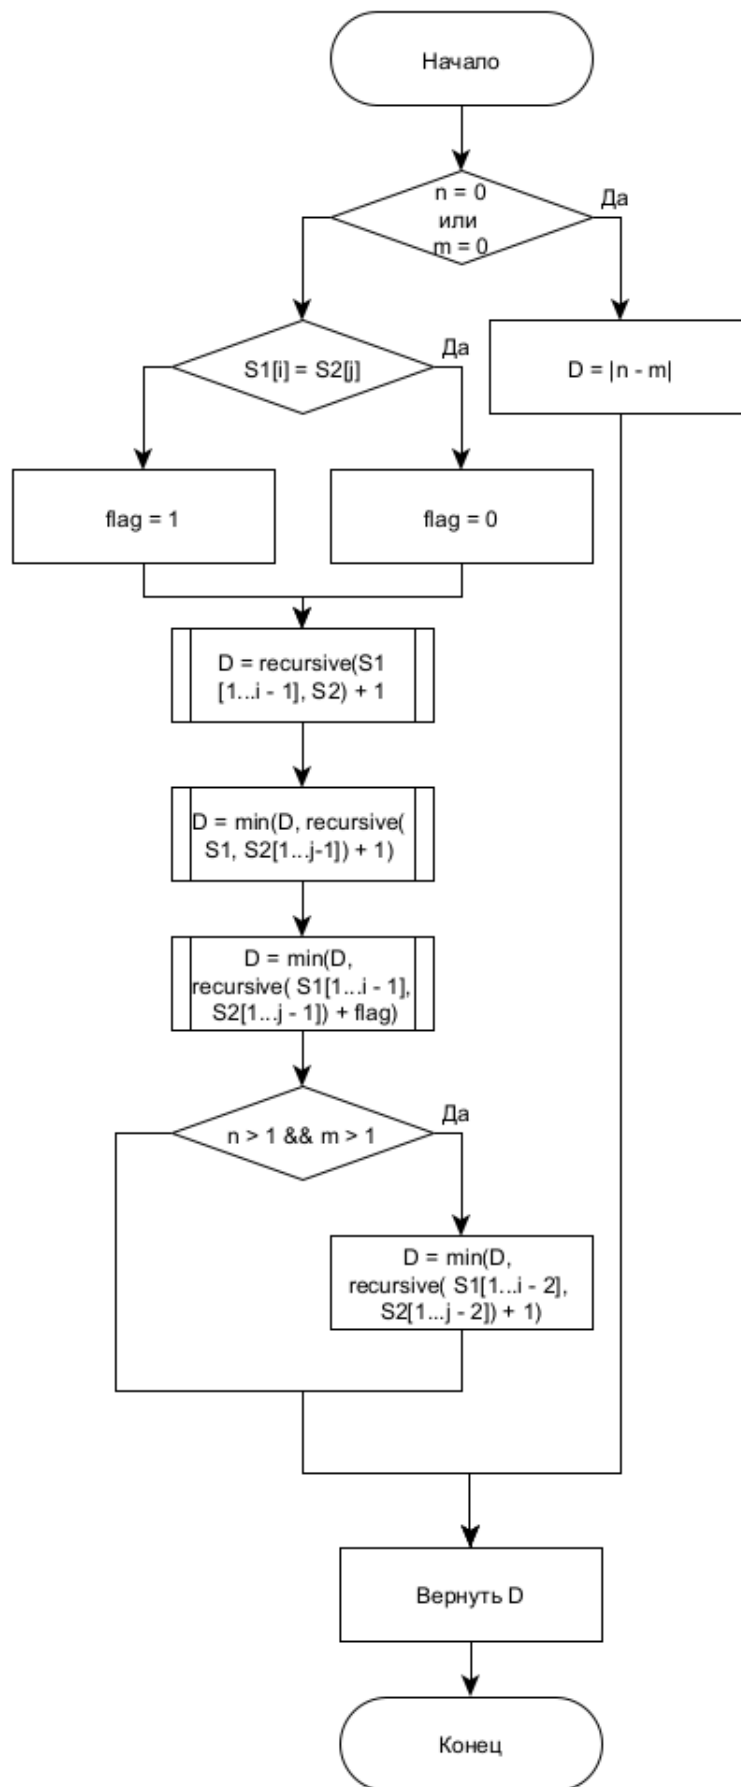 Начало
n = 0
или
m = 0
Да
S1[i] = S2[j]
Да
D = |n - m|
flag = 1
flag = 0
D = recursive(S1
[1...i - 1], S2) + 1
D = min(D, recursive(
S1, S2[1...j-1]) + 1)
D = min(D,
recursive( S1[1...i - 1],
S2[1...j - 1]) + flag)
n > 1 && m > 1
Да
D = min(D,
recursive( S1[1...i - 2],
S2[1...j - 2]) + 1)
Вернуть D
Конец